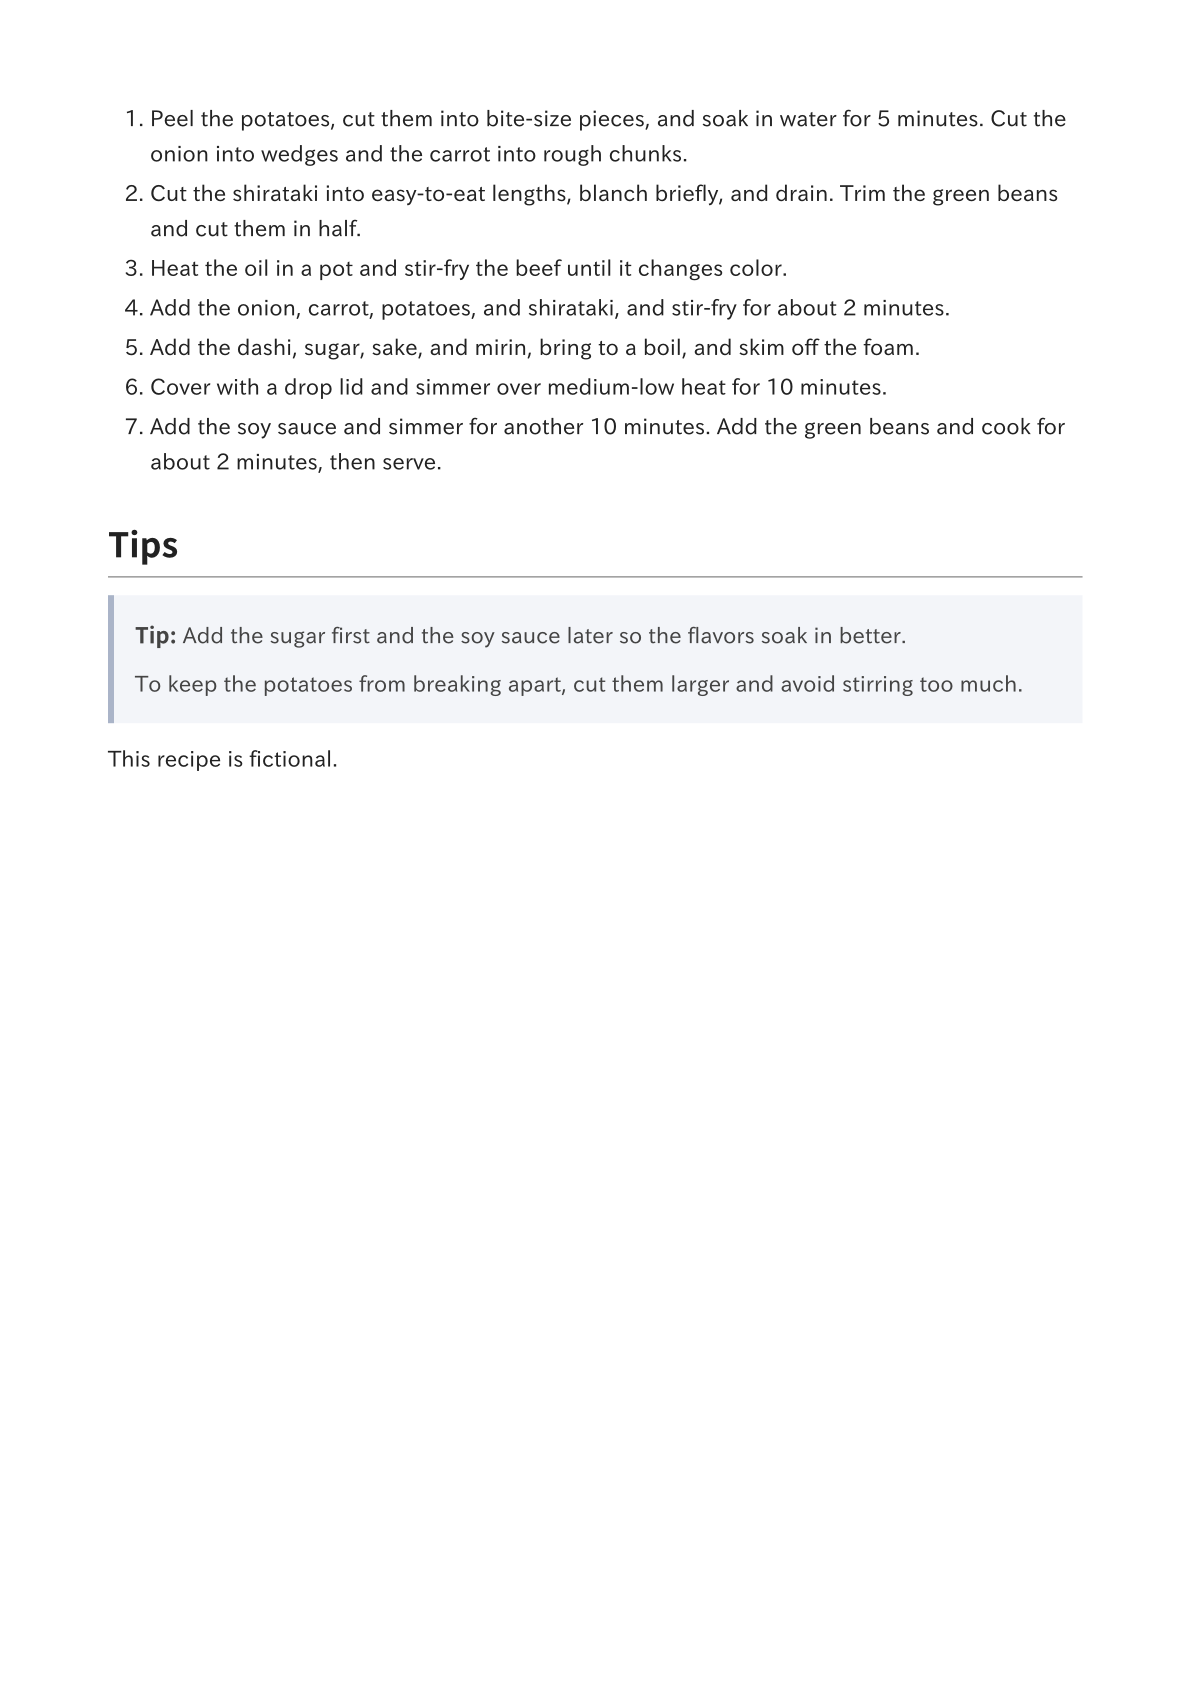 1. Peel the potatoes, cut them into bite-size pieces, and soak in water for 5 minutes. Cut the
onion into wedges and the carrot into rough chunks.
2. Cut the shirataki into easy-to-eat lengths, blanch briefly, and drain. Trim the green beans
and cut them in half.
3. Heat the oil in a pot and stir-fry the beef until it changes color.
4. Add the onion, carrot, potatoes, and shirataki, and stir-fry for about 2 minutes.
5. Add the dashi, sugar, sake, and mirin, bring to a boil, and skim off the foam.
6. Cover with a drop lid and simmer over medium-low heat for 10 minutes.
7. Add the soy sauce and simmer for another 10 minutes. Add the green beans and cook for
about 2 minutes, then serve.
Tips
Tip: Add the sugar first and the soy sauce later so the flavors soak in better.
To keep the potatoes from breaking apart, cut them larger and avoid stirring too much.
This recipe is fictional.